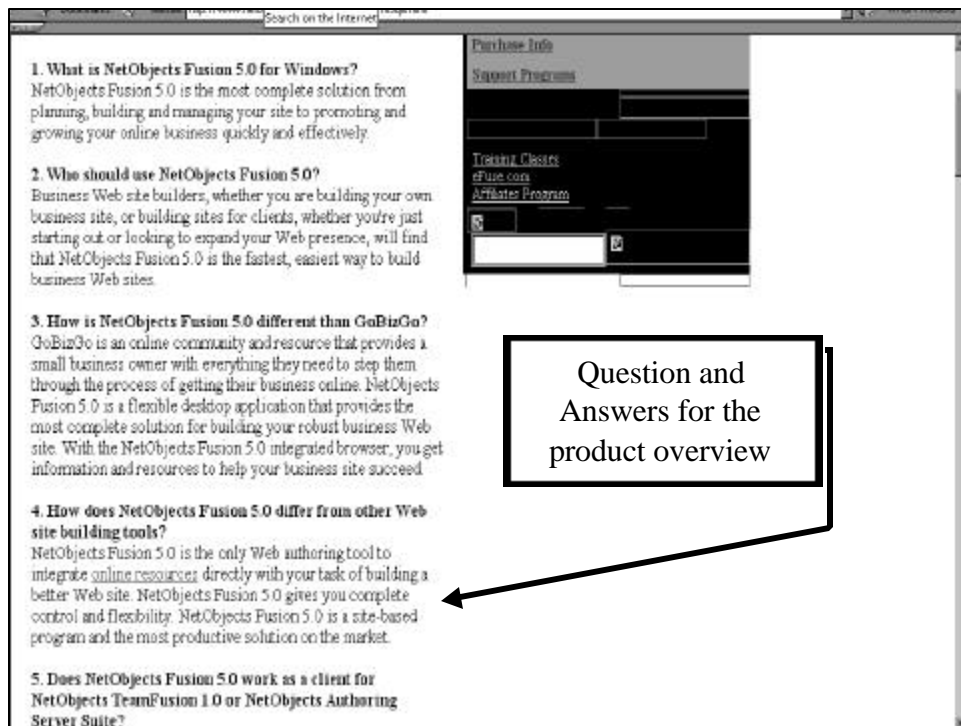 Search on the Internet
1. What is NetObjects Fusion 5.0 for Windows?
NetObjects Fusion 5.0 is the most complete solution from
planning, building and managing your site to promoting and
growing your online business quickly and effectively.
2. Who should use NetObjects Fusion 5.0?
Business Web site builders, whether you are building your own
business site, or building sites for clients, whether you're just
starting out or looking to expand your Web presence, will find
that NetObjects Fusion 5.0 is the fastest, easiest way to build
business Web sites.
3. How is NetObjects Fusion 5.0 different than GoBizGo?
GoBizGo is an online community and resource that provides a
small business owner with everything they need to step them
through the process of getting their business online. NetObjects
Fusion 5.0 is a flexible desktop application that provides the
most complete solution for building your robust business Web
site. With the NetObjects Fusion 5.0 integrated browser, you get
information and resources to help your business site succeed
4. How does NetObjects Fusion 5.0 differ from other Web
site building tools?
NetObjects Fusion 5.0 is the only Web authoring tool to
integrate online resources directly with your task of building a
better Web site. NetObjects Fusion 5.0 gives you complete
control and flexibility. NetObjects Fusion 5.0 is a site-based
program and the most productive solution on the market.
5. Does NetObjects Fusion 5.0 work as a client for
NetObjects TeamFusion 1.0 or NetObjects Authoring
Server Suite?
Purchase Info
Support Programs
Training Classes
eFuse.com
Affiliates Program
Question and
Answers for the
product overview